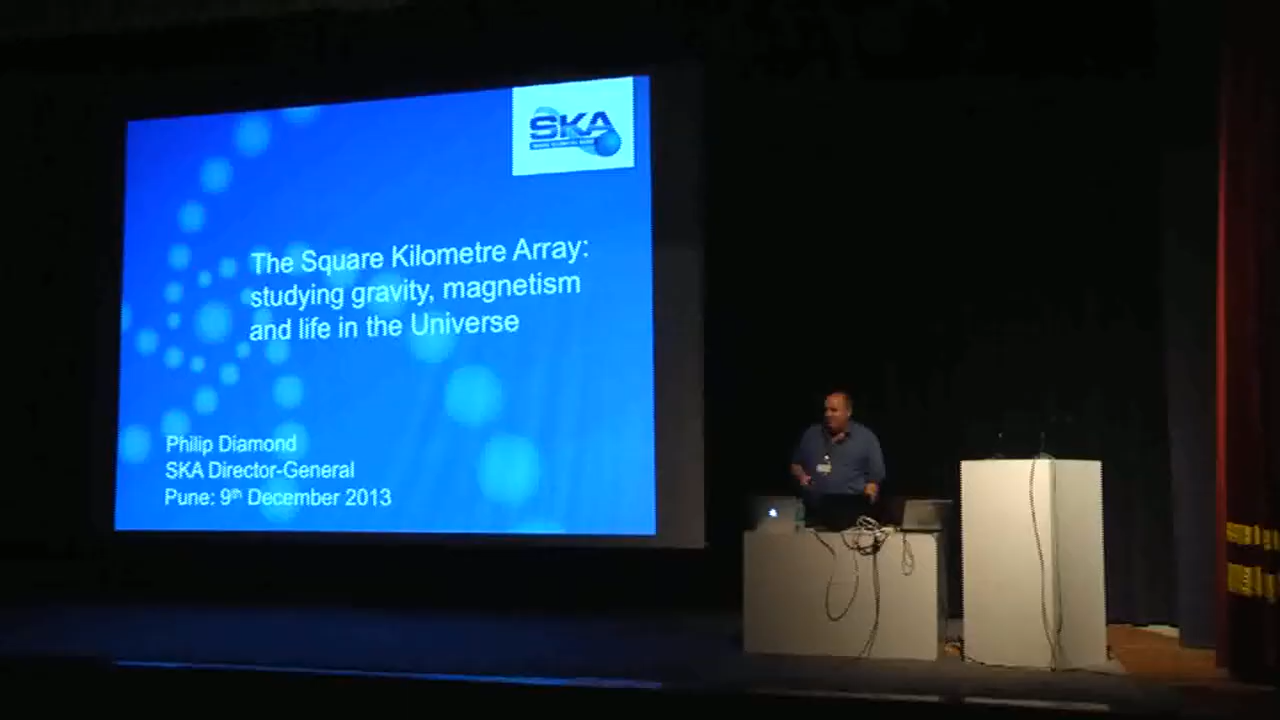 SKA
The Square Kilometre Array:
studying gravity, magnetism
and life in the Universe
Philip Diamond
SKA Director-General
Pune: 9th December 2013